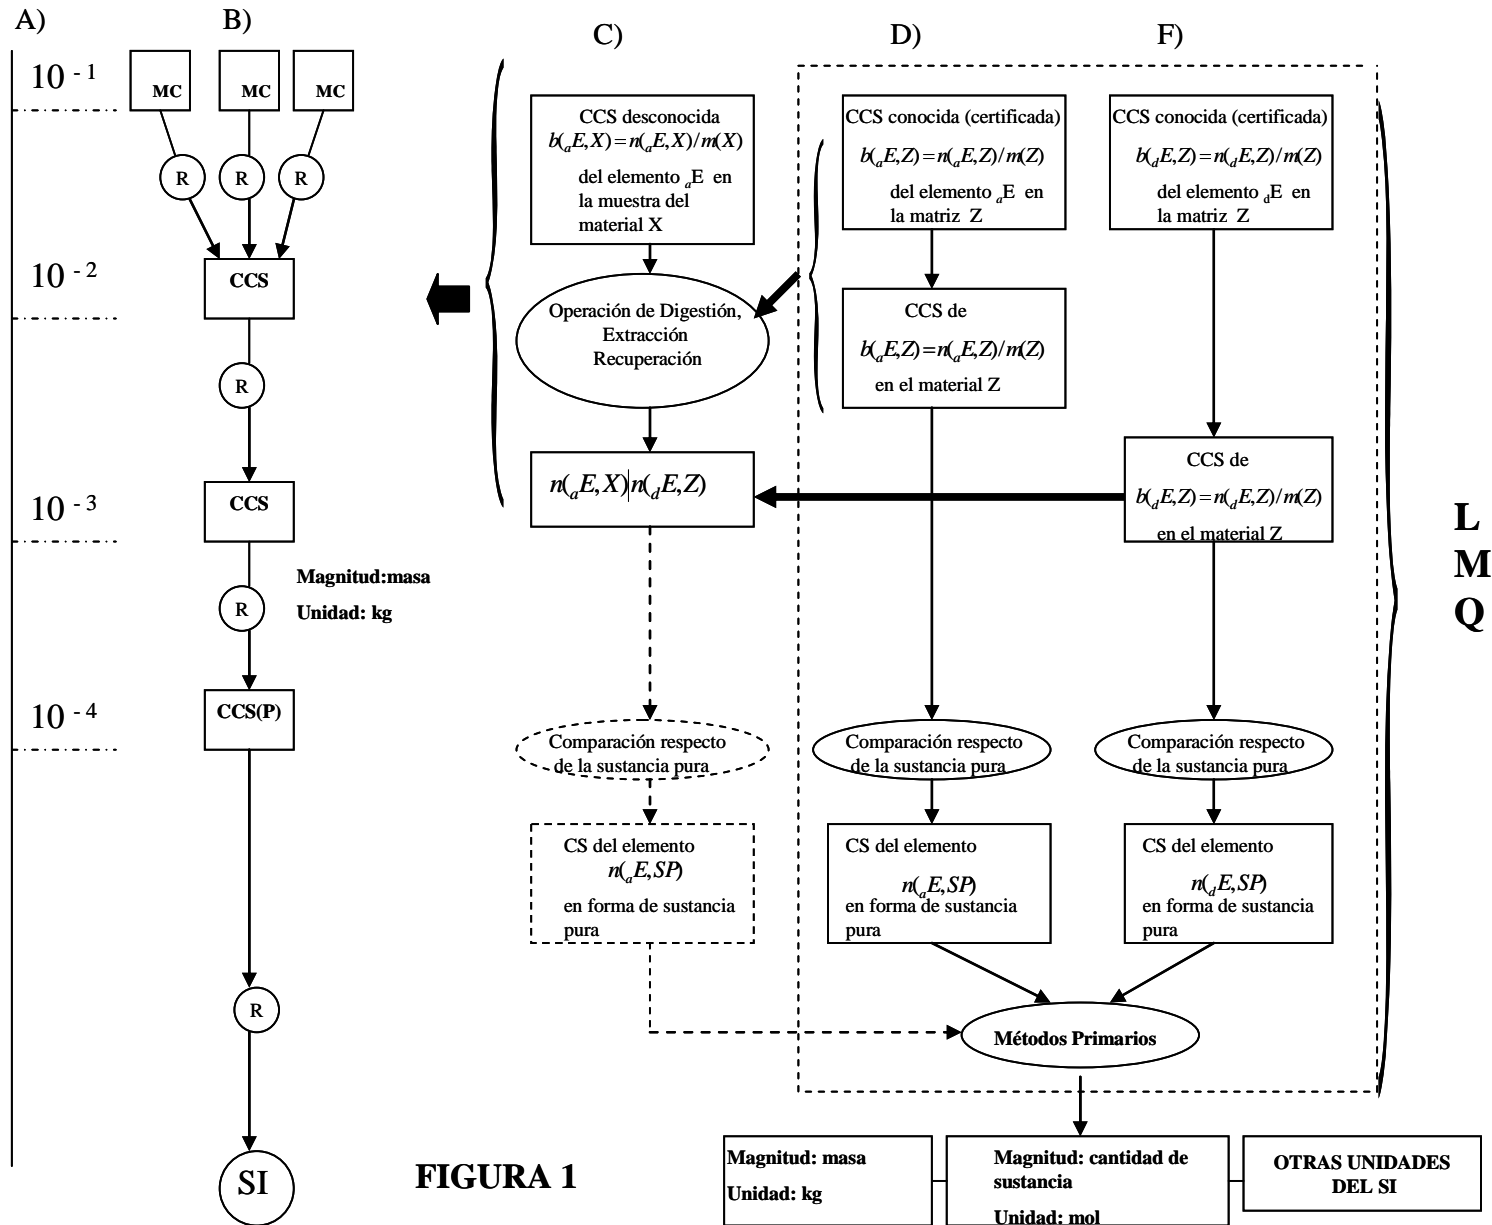 A)
B)
C)
D)
F)
10 - 1
10 - 2
10 - 3
10 - 4
MC
MC
MC
R
R
R
CCS
R
CCS
Magnitud:masa
Unidad: kg
R
CCS(P)
R
SI
CCS desconocida
b(aE,X)=n(aE,X)/m(X)
del elemento aE en
la muestra del
material X
Operación de Digestión,
Extracción
Recuperación
n(aE,X)|n(dE,Z)
Comparación respecto
de la sustancia pura
CS del elemento
n(aE,SP)
en forma de sustancia
pura
CCS conocida (certificada)
b(aE,Z)=n(aE,Z)/m(Z)
del elemento aE en
la matriz Z
CCS de
b(aE,Z)=n(aE,Z)/m(Z)
en el material Z
Comparación respecto
de la sustancia pura
CS del elemento
n(aE,SP)
en forma de sustancia
pura
CCS conocida (certificada)
b(dE,Z)=n(dE,Z)/m(Z)
del elemento dE en
la matriz Z
CCS de
b(dE,Z)=n(dE,Z)/m(Z)
en el material Z
Comparación respecto
de la sustancia pura
CS del elemento
n(dE,SP)
en forma de sustancia
pura
Métodos Primarios
L
M
Q
FIGURA 1
Magnitud: masa
Unidad: kg
Magnitud: cantidad de
sustancia
Unidad: mol
OTRAS UNIDADES
DEL SI